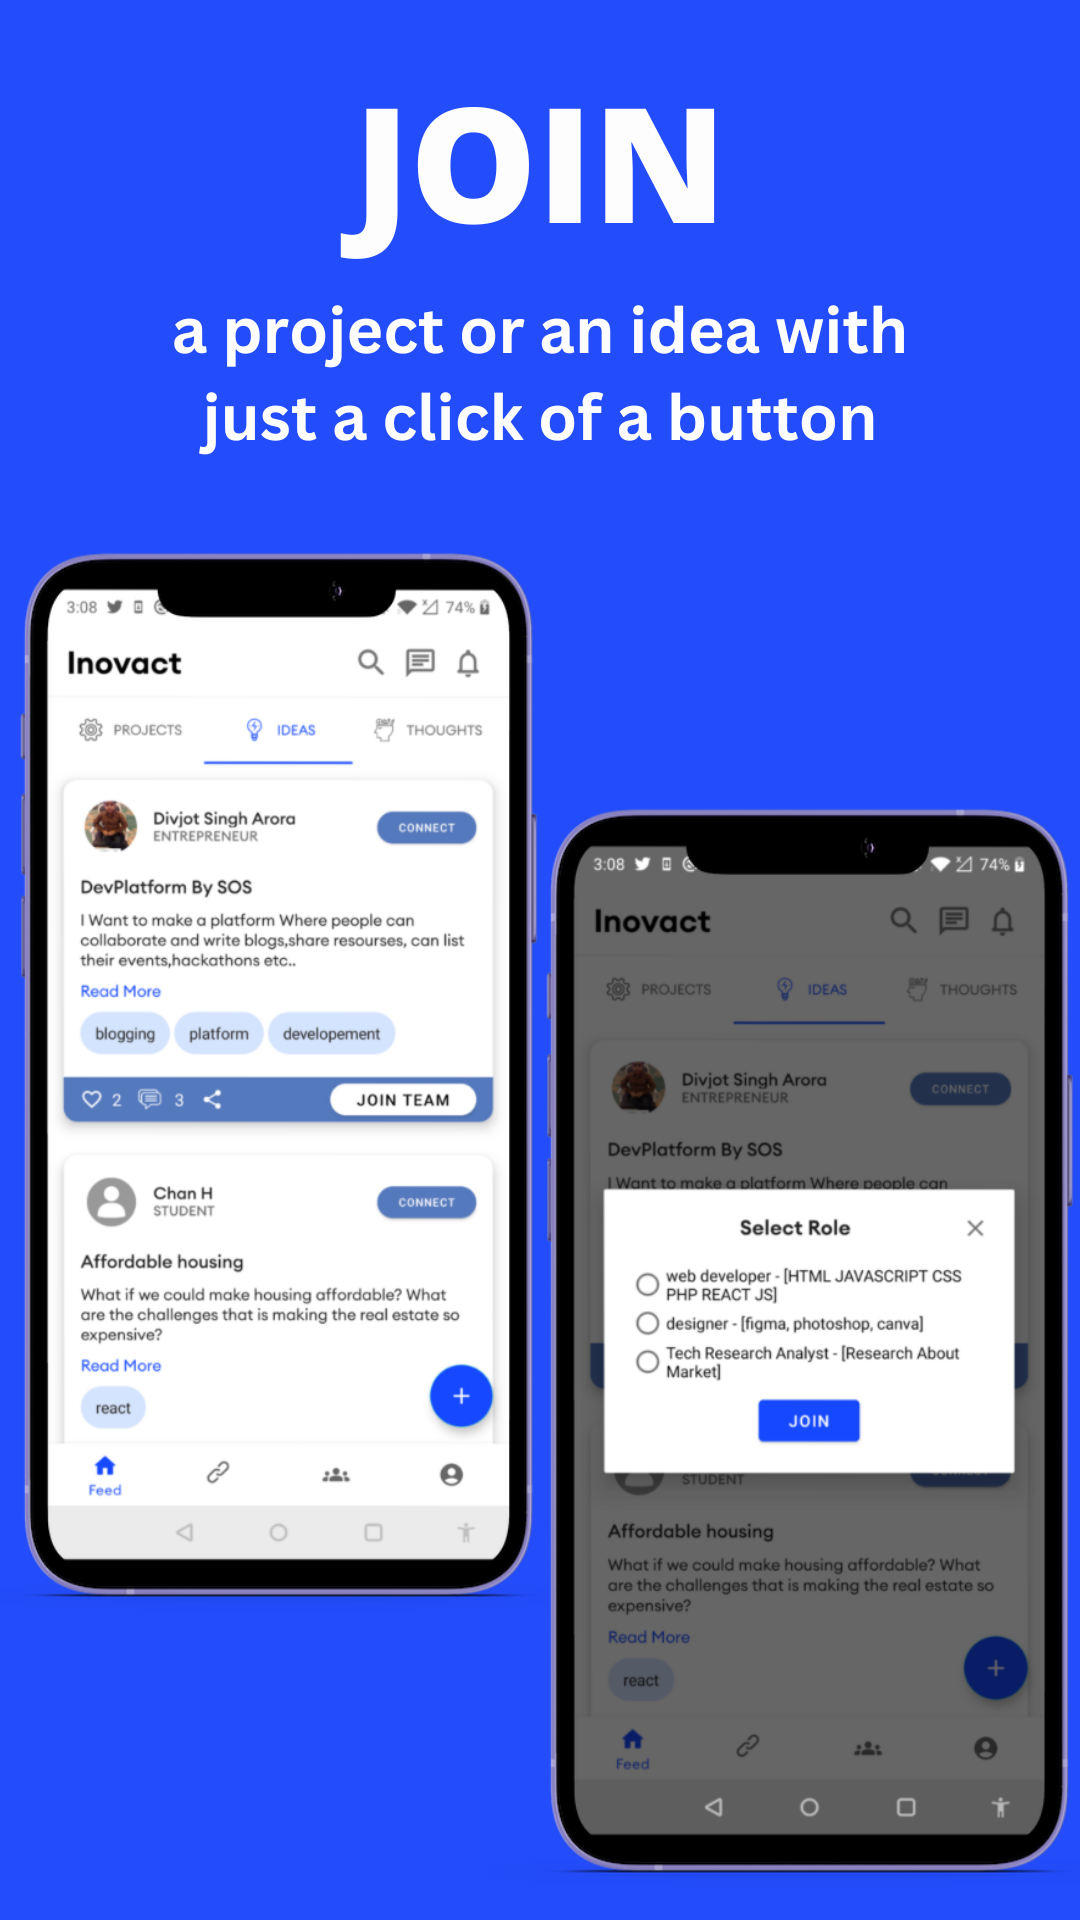 JOIN
a project or an idea with
just a click of a button
3:08 74%
Inovact
PROJECTS IDEAS THOUGHTS
Divjot Singh Arora
ENTREPRENEUR
CONNECT
DevPlatform By SOS
I Want to make a platform Where people can
collaborate and write blogs,share resourses, can list
their events,hackathons etc..
Read More
blogging platform developement
2 3 JOIN TEAM
Chan H
STUDENT
CONNECT
Affordable housing
What if we could make housing affordable? What
are the challenges that is making the real estate so
expensive?
Read More
react
+
Feed
3:08 74%
Inovact
PROJECTS IDEAS THOUGHTS
Divjot Singh Arora
ENTREPRENEUR
CONNECT
DevPlatform By SOS
I Want to make a platform Where people can
Select Role
web developer - [HTML JAVASCRIPT CSS
PHP REACT JS]
designer - [figma, photoshop, canva]
Tech Research Analyst - [Research About
Market]
JOIN
STUDENT
Affordable housing
What if we could make housing affordable? What
are the challenges that is making the real estate so
expensive?
Read More
react
+
Feed